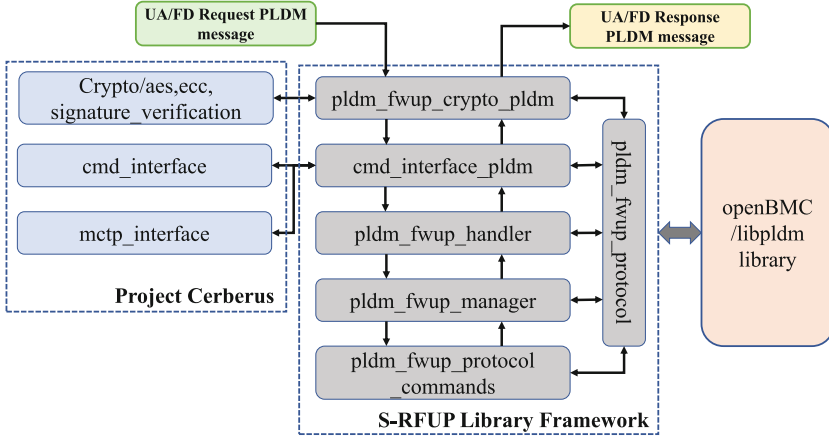 UA/FD Request PLDM
message
UA/FD Response
PLDM message
Crypto/aes,ecc,
signature_verification
cmd_interface
mctp_interface
Project Cerberus
pldm_fwup_crypto_pldm
cmd_interface_pldm
pldm_fwup_handler
pldm_fwup_manager
pldm_fwup_protocol
_commands
pldm_fwup_protocol
S-RFUP Library Framework
openBMC
/libpldm
library